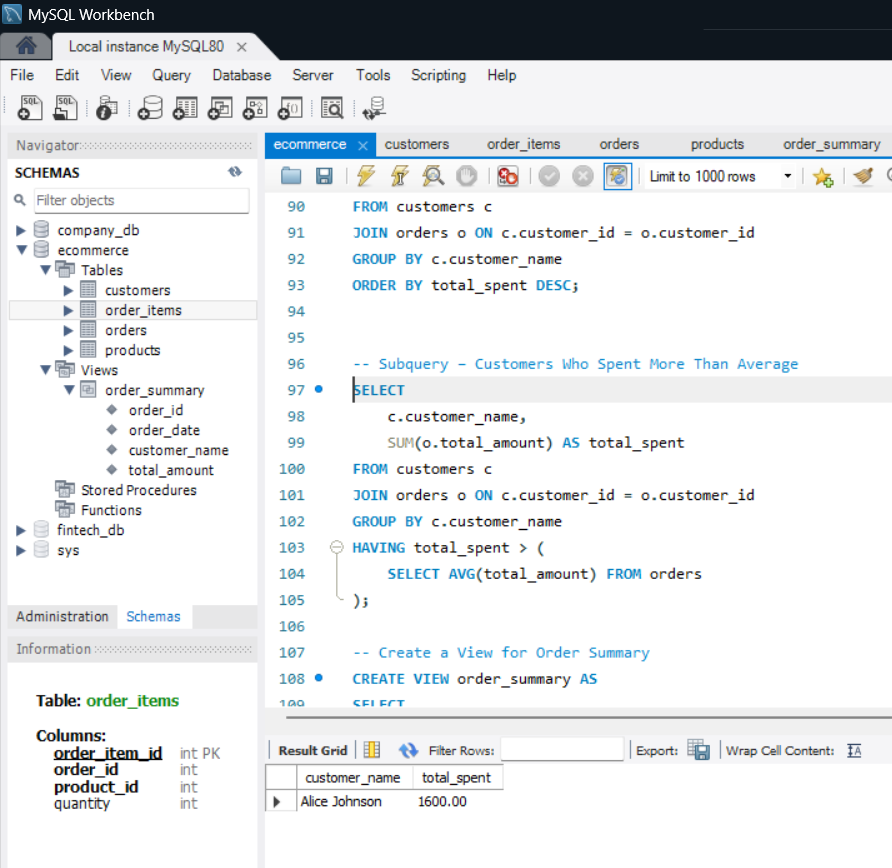 MySQL Workbench
Local instance MySQL80
File Edit View Query Database Server Tools Scripting Help
Navigator
SCHEMAS
Filter objects
company_db
ecommerce
Tables
customers
order_items
orders
products
Views
order_summary
order_id
order_date
customer_name
total_amount
Stored Procedures
Functions
fintech_db
sys
Administration Schemas
Information
Table: order_items
Columns:
order_item_id int PK
order_id int
product_id int
quantity int
ecommerce customers order_items orders products order_summary
Limit to 1000 rows
90 FROM customers c
91 JOIN orders o ON c.customer_id = o.customer_id
92 GROUP BY c.customer_name
93 ORDER BY total_spent DESC;
94
95
96 -- Subquery – Customers Who Spent More Than Average
97 SELECT
98 c.customer_name,
99 SUM(o.total_amount) AS total_spent
100 FROM customers c
101 JOIN orders o ON c.customer_id = o.customer_id
102 GROUP BY c.customer_name
103 HAVING total_spent > (
104 SELECT AVG(total_amount) FROM orders
105 );
106
107 -- Create a View for Order Summary
108 CREATE VIEW order_summary AS
109 SELECT
Result Grid Filter Rows: Export: Wrap Cell Content:
customer_name total_spent
Alice Johnson 1600.00